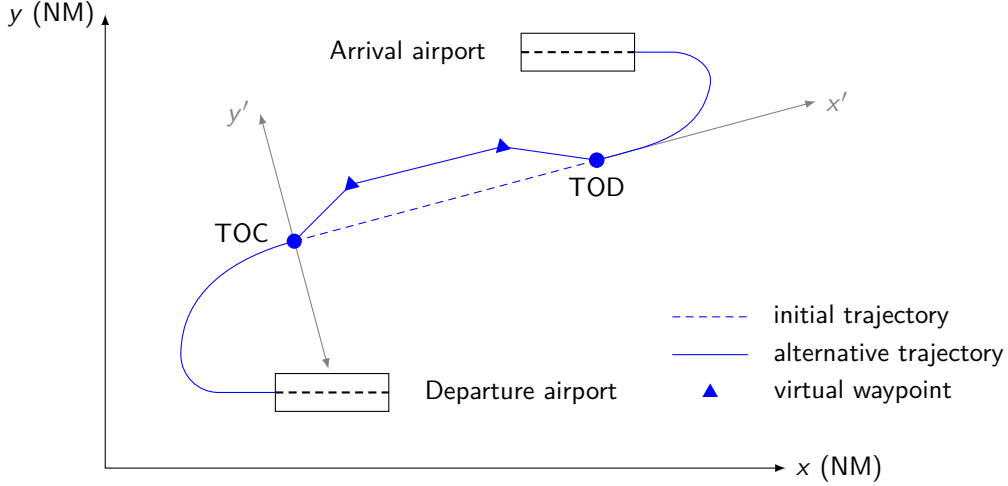 y (NM)
Arrival airport
x′
y′
TOD
TOC
initial trajectory
alternative trajectory
Departure airport
virtual waypoint
x (NM)